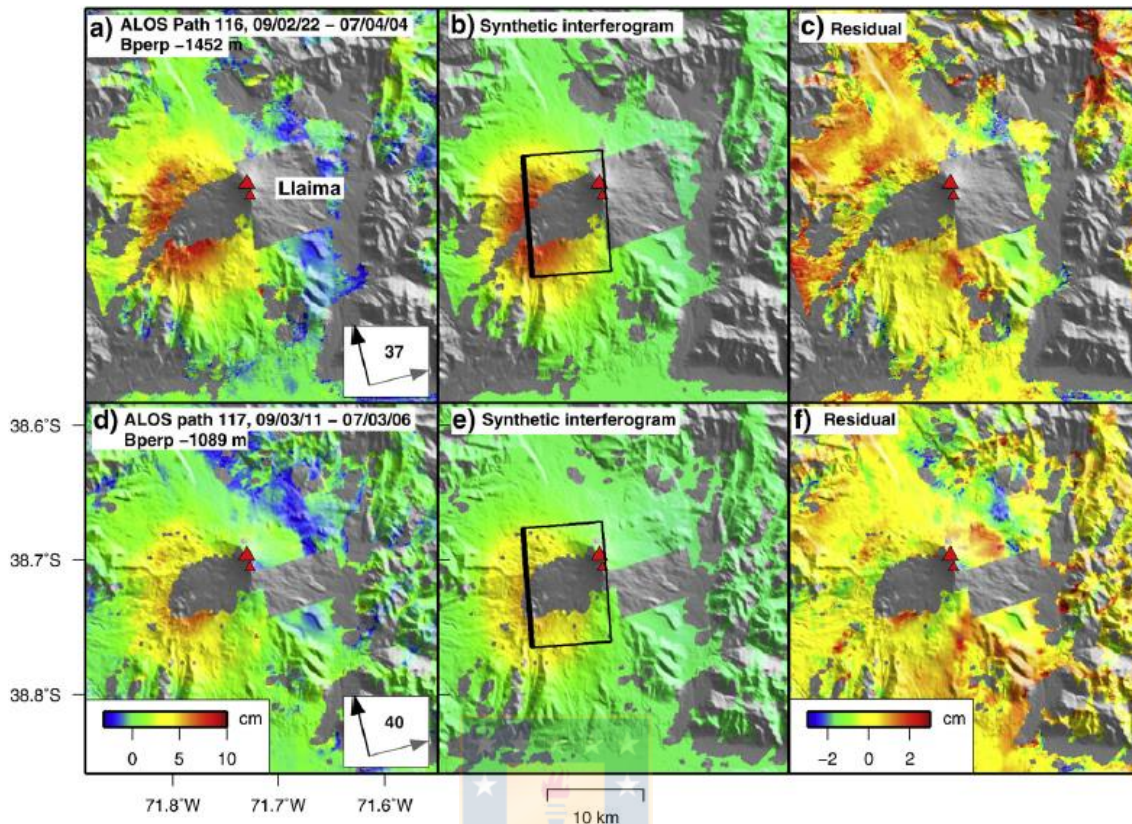 a) ALOS Path 116, 09/02/22 – 07/04/04
Bperp −1452 m
b) Synthetic interferogram
c) Residual
Llaima
37
d) ALOS path 117, 09/03/11 – 07/03/06
Bperp −1089 m
e) Synthetic interferogram
f) Residual
38.6°S
38.7°S
38.8°S
cm
0 5 10
40
cm
−2 0 2
71.8°W 71.7°W 71.6°W
10 km